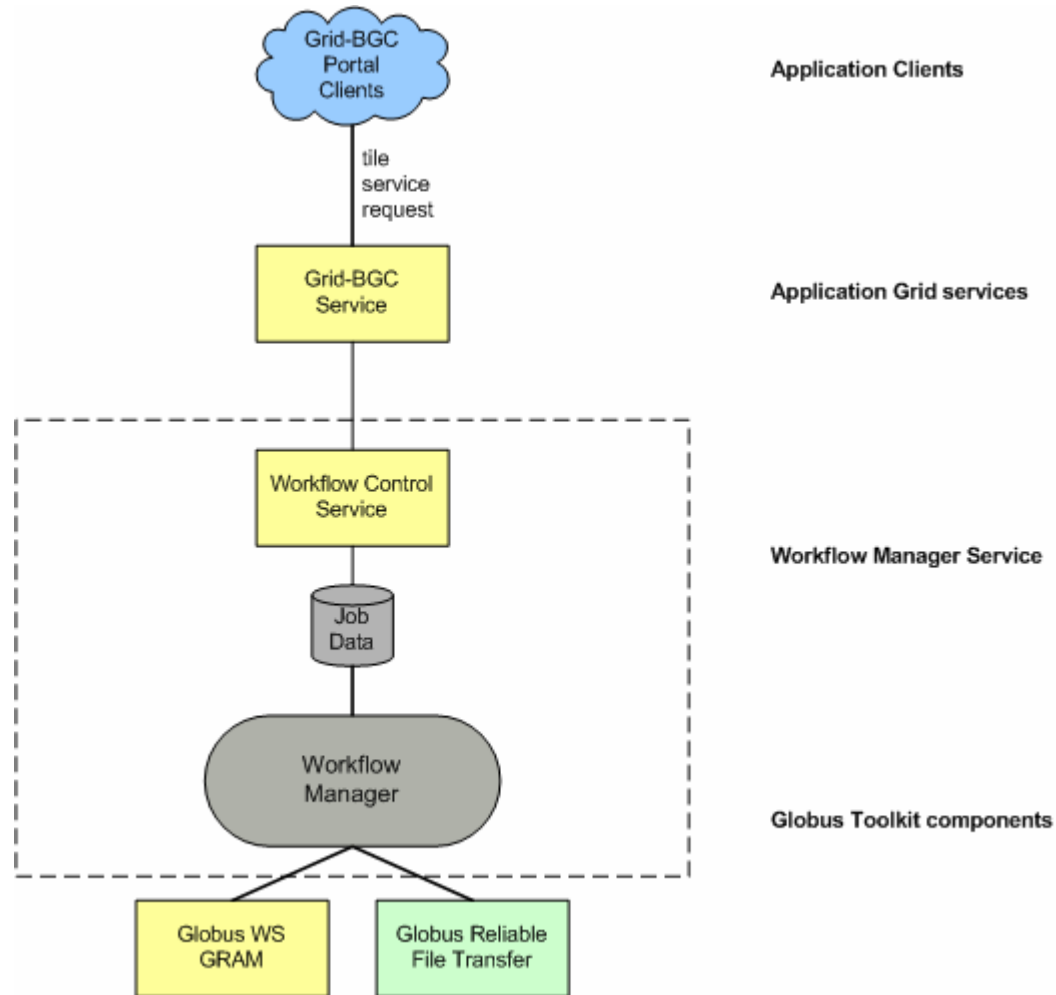 Grid-BGC
Portal
Clients
Application Clients
tile
service
request
Grid-BGC
Service
Application Grid services
Workflow Control
Service
Workflow Manager Service
Job
Data
Workflow
Manager
Globus Toolkit components
Globus WS
GRAM
Globus Reliable
File Transfer